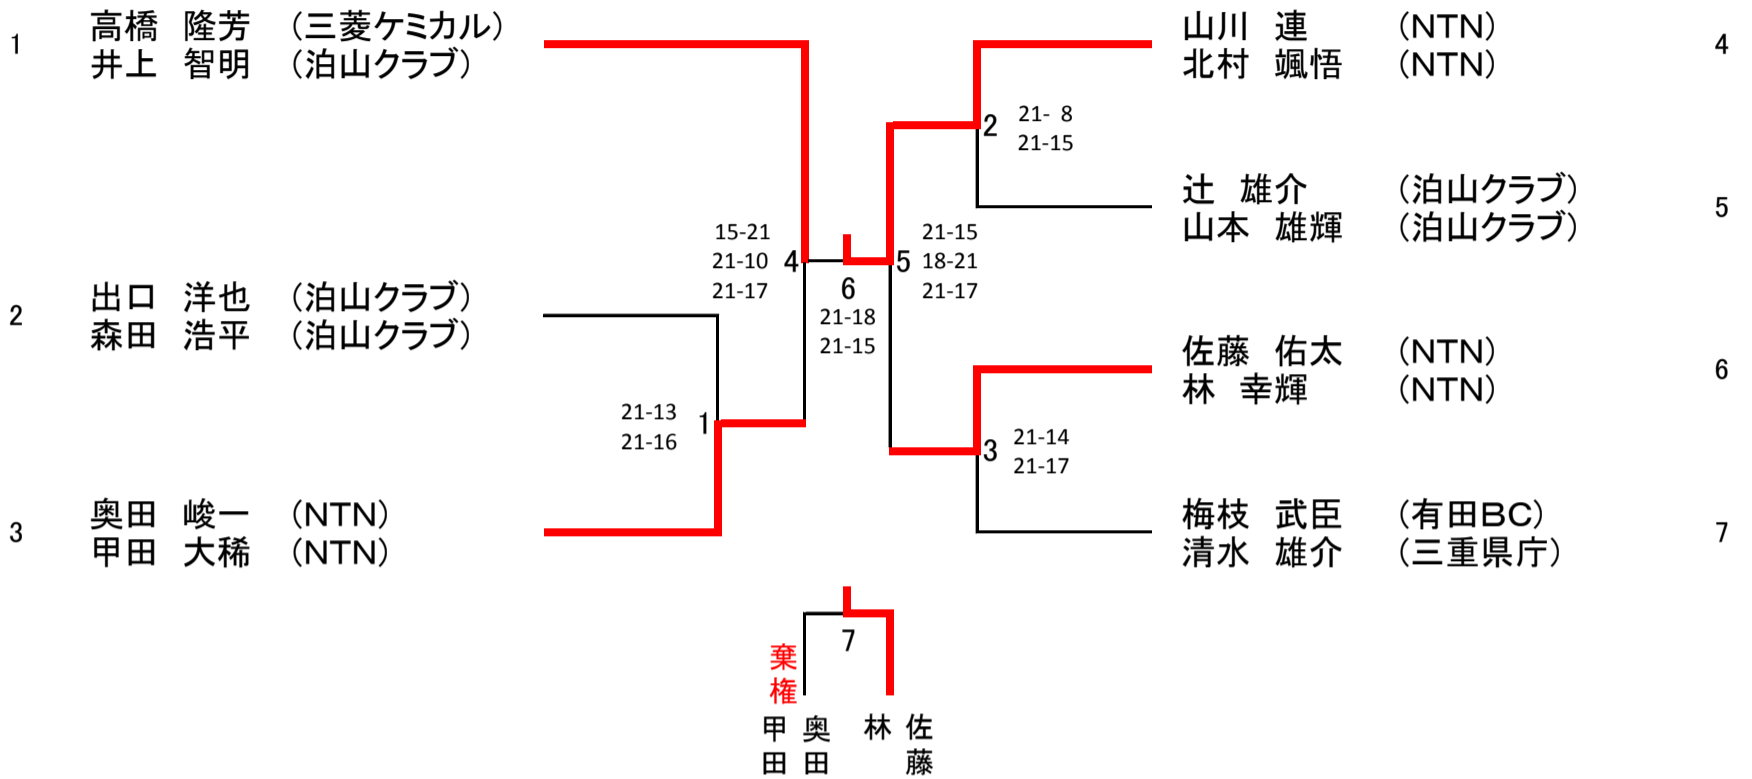 1
高橋　隆芳　（三菱ケミカル）
井上　智明　（泊山クラブ）
2
出口　洋也　（泊山クラブ）
森田　浩平　（泊山クラブ）
3
奥田　峻一　（NTN）
甲田　大稀　（NTN）
21-13
21-16
1
15-21
21-10
21-17
4
6
21-18
21-15
5
21-15
18-21
21-17
2
21- 8
21-15
3
21-14
21-17
山川　連　（NTN）
北村　颯悟　（NTN）
4
辻　雄介　（泊山クラブ）
山本　雄輝　（泊山クラブ）
5
佐藤　佑太　（NTN）
林　幸輝　（NTN）
6
梅枝　武臣　（有田BC）
清水　雄介　（三重県庁）
7
7
棄権
甲田
奥田
林
佐藤